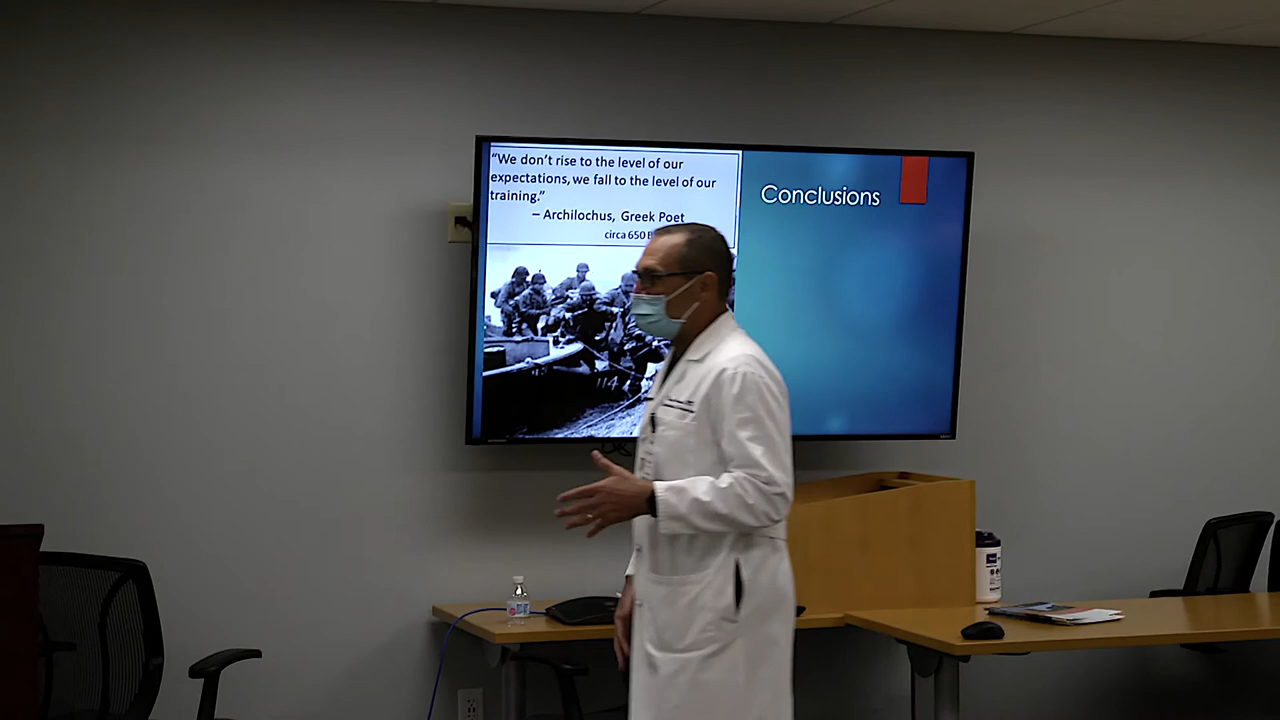 “We don’t rise to the level of our
expectations, we fall to the level of our
training.”
– Archilochus, Greek Poet
circa 650
Conclusions
114